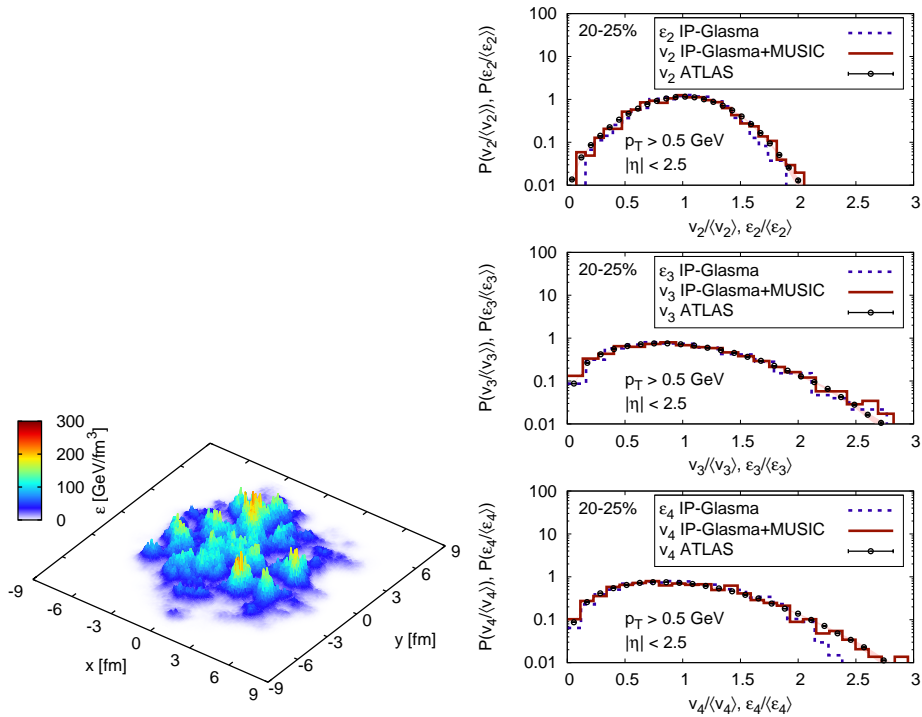 300
200
100
0
ε [GeV/fm³]
-9
-6
-3
0
3
6
9
x [fm]
-9
-6
-3
0
3
6
9
y [fm]
20-25%
ε₂ IP-Glasma
v₂ IP-Glasma+MUSIC
v₂ ATLAS
p_T > 0.5 GeV
|η| < 2.5
P(v₂/⟨v₂⟩), P(ε₂/⟨ε₂⟩)
100
10
1
0.1
0.01
0 0.5 1 1.5 2 2.5 3
v₂/⟨v₂⟩, ε₂/⟨ε₂⟩
20-25%
ε₃ IP-Glasma
v₃ IP-Glasma+MUSIC
v₃ ATLAS
p_T > 0.5 GeV
|η| < 2.5
P(v₃/⟨v₃⟩), P(ε₃/⟨ε₃⟩)
100
10
1
0.1
0.01
0 0.5 1 1.5 2 2.5 3
v₃/⟨v₃⟩, ε₃/⟨ε₃⟩
20-25%
ε₄ IP-Glasma
v₄ IP-Glasma+MUSIC
v₄ ATLAS
p_T > 0.5 GeV
|η| < 2.5
P(v₄/⟨v₄⟩), P(ε₄/⟨ε₄⟩)
100
10
1
0.1
0.01
0 0.5 1 1.5 2 2.5 3
v₄/⟨v₄⟩, ε₄/⟨ε₄⟩